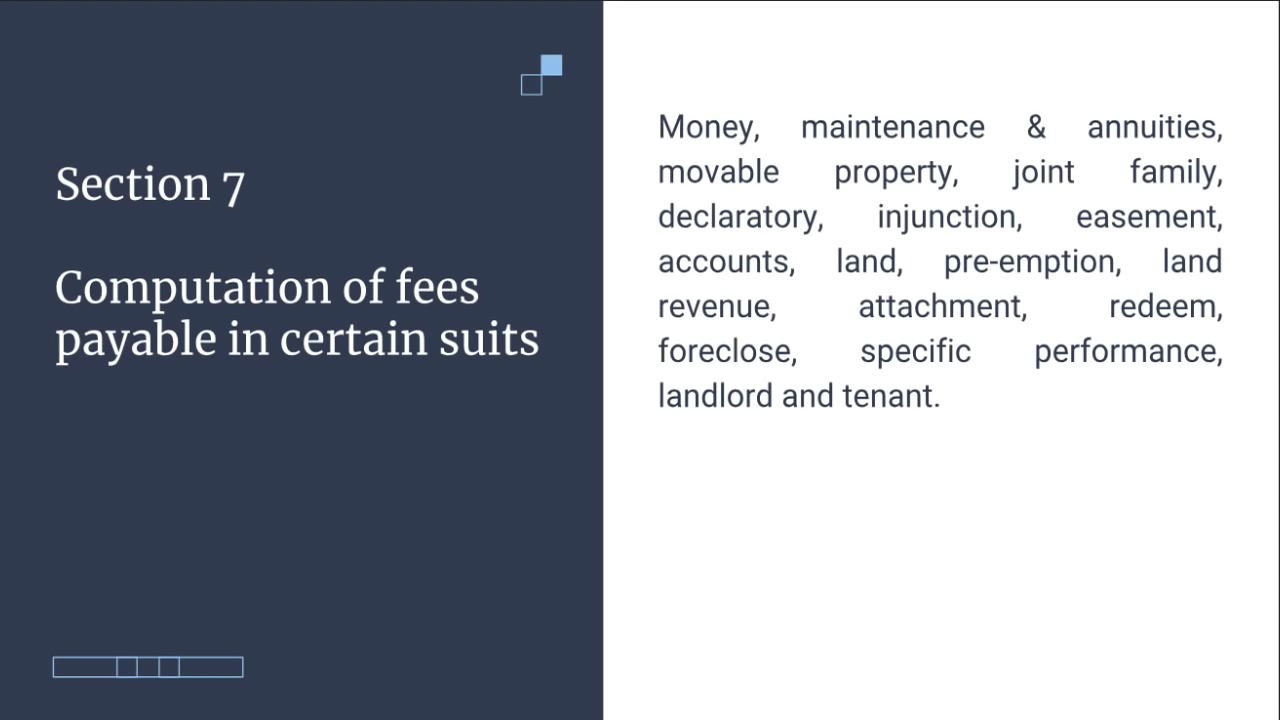 Section 7
Computation of fees
payable in certain suits
Money, maintenance & annuities,
movable property, joint family,
declaratory, injunction, easement,
accounts, land, pre-emption, land
revenue, attachment, redeem,
foreclose, specific performance,
landlord and tenant.